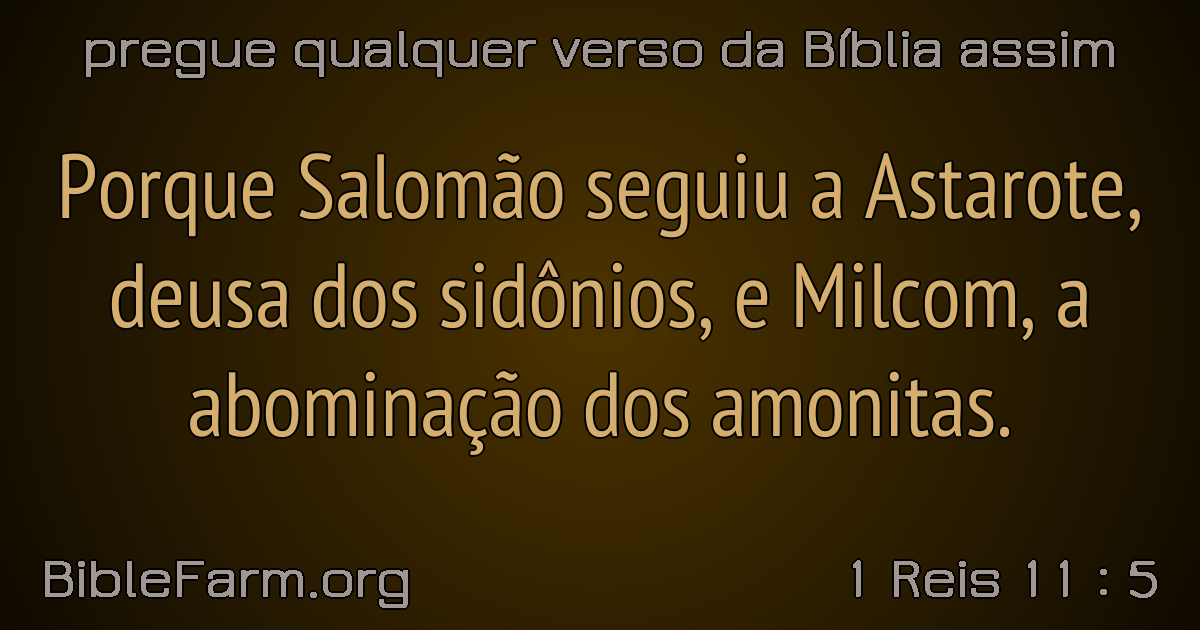 pregue qualquer verso da Bíblia assim
Porque Salomão seguiu a Astarote,
deusa dos sidônios, e Milcom, a
abominação dos amonitas.
BibleFarm.org
1 Reis 11 : 5